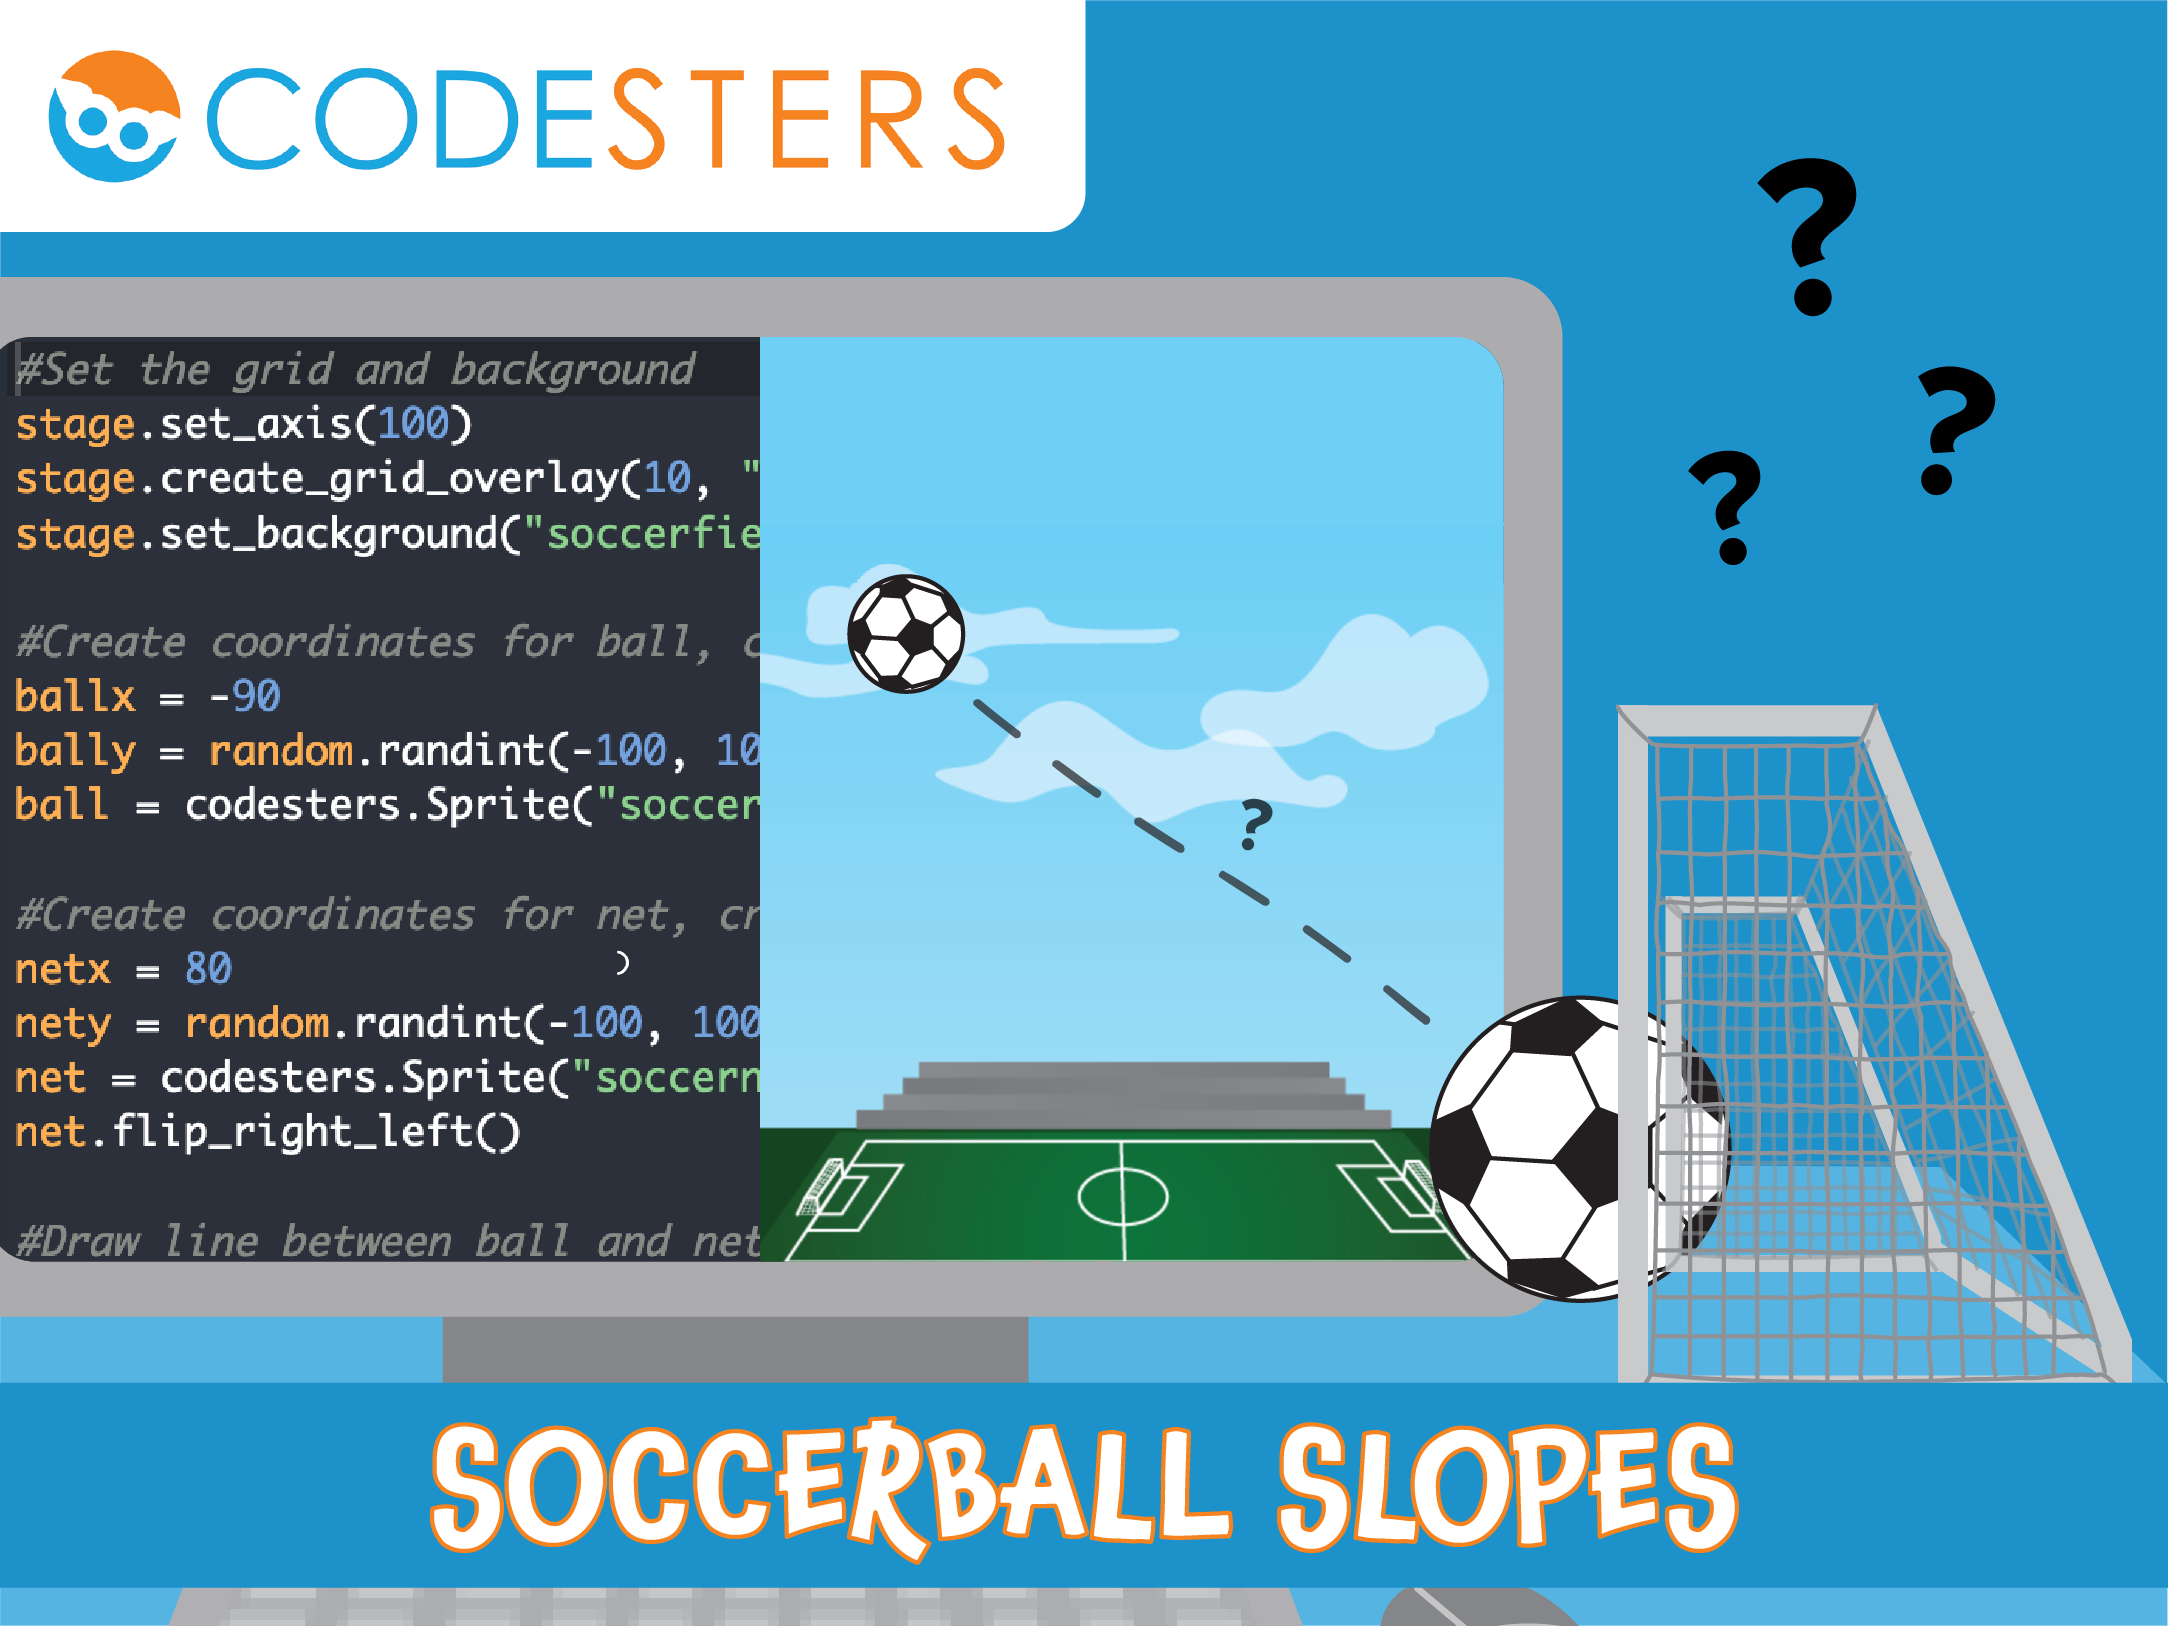 CODESTERS
?
?
?
#Set the grid and background
stage.set_axis(100)
stage.create_grid_overlay(10, "
stage.set_background("soccerfie
#Create coordinates for ball, c
ballx = -90
bally = random.randint(-100, 10
ball = codesters.Sprite("soccer
?
#Create coordinates for net, cr
netx = 80
nety = random.randint(-100, 100
net = codesters.Sprite("soccern
net.flip_right_left()
#Draw line between ball and net
SOCCERBALL SLOPES